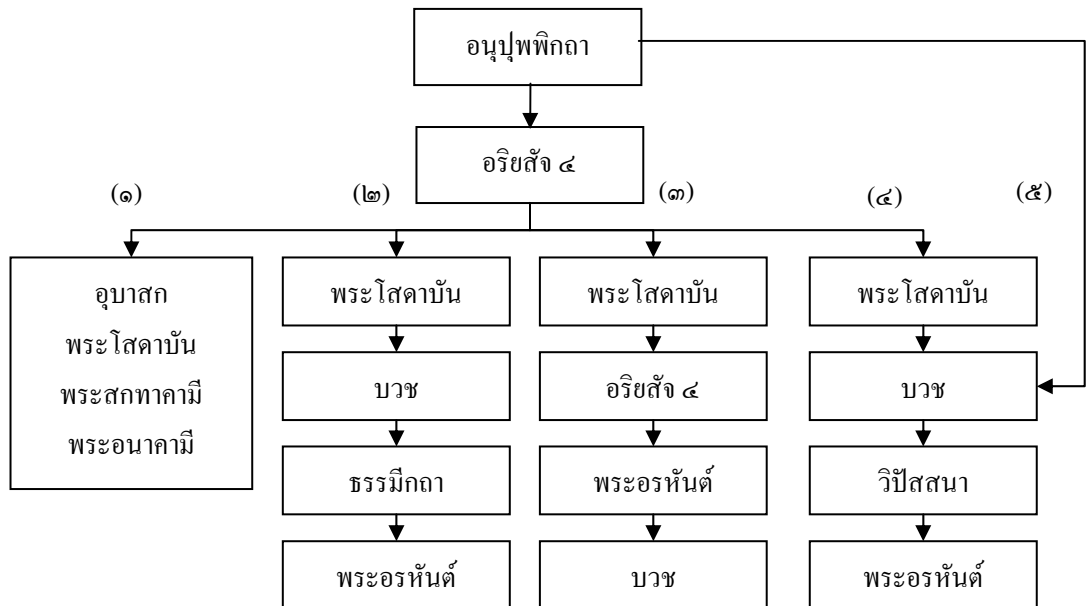 อนุปุพพิกถา
อริยสัจ ๔
(๑) (๒) (๓) (๔) (๕)
อุบาสก
พระโสดาบัน
พระสกทาคามี
พระอนาคามี
พระโสดาบัน
บวช
ธรรมีกถา
พระอรหันต์
พระโสดาบัน
อริยสัจ ๔
พระอรหันต์
บวช
พระโสดาบัน
บวช
วิปัสสนา
พระอรหันต์